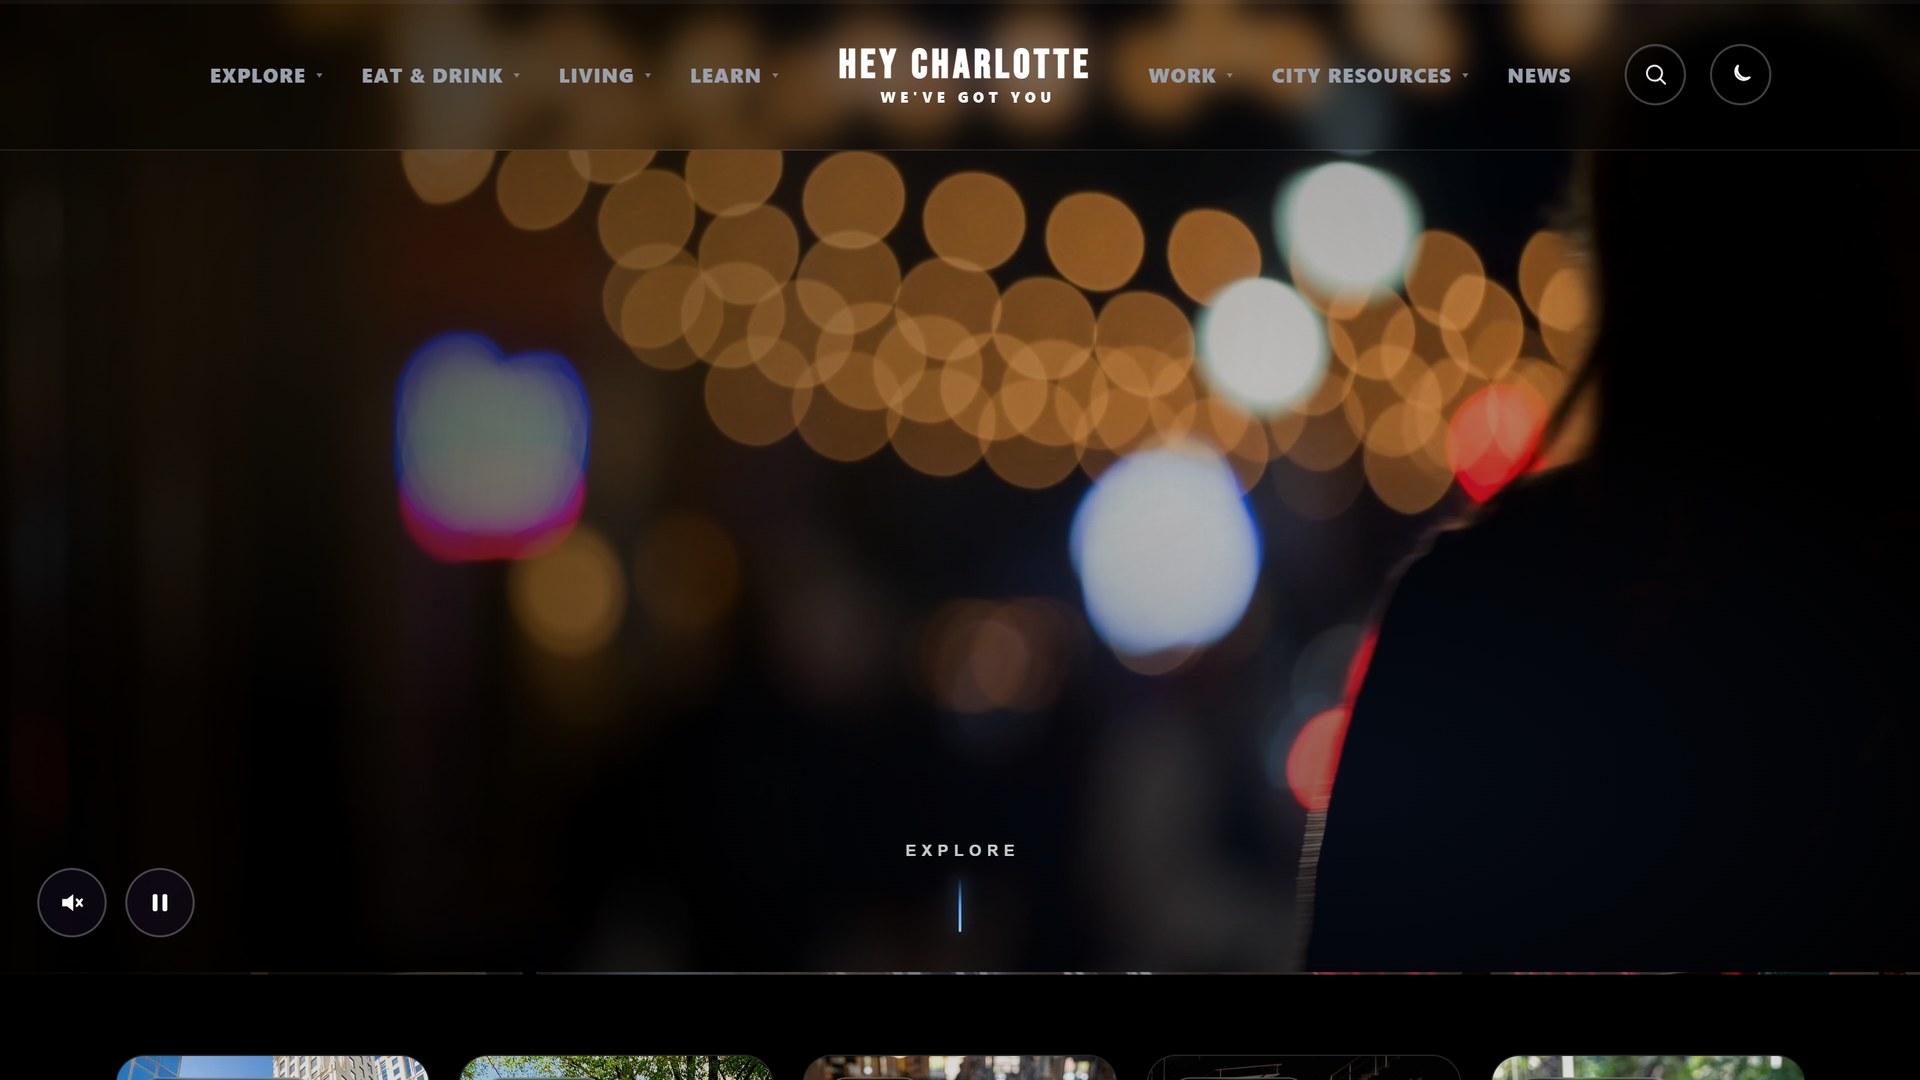 EXPLORE
EAT & DRINK
LIVING
LEARN
HEY CHARLOTTE
WE'VE GOT YOU
WORK
CITY RESOURCES
NEWS
EXPLORE